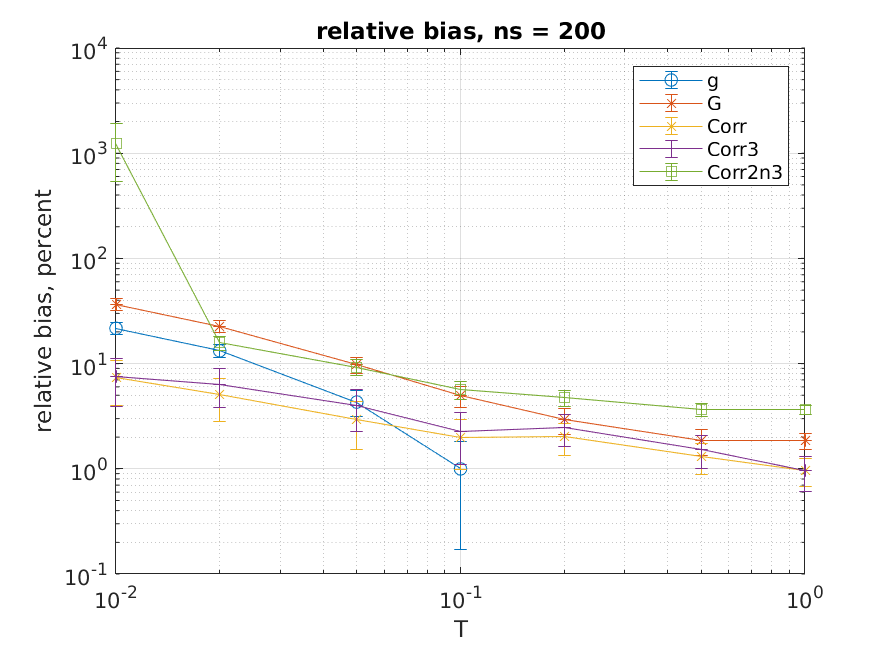 relative bias, ns = 200
10^4
10^3
10^2
10^1
10^0
10^-1
relative bias, percent
g
G
Corr
Corr3
Corr2n3
10^-2
10^-1
10^0
T